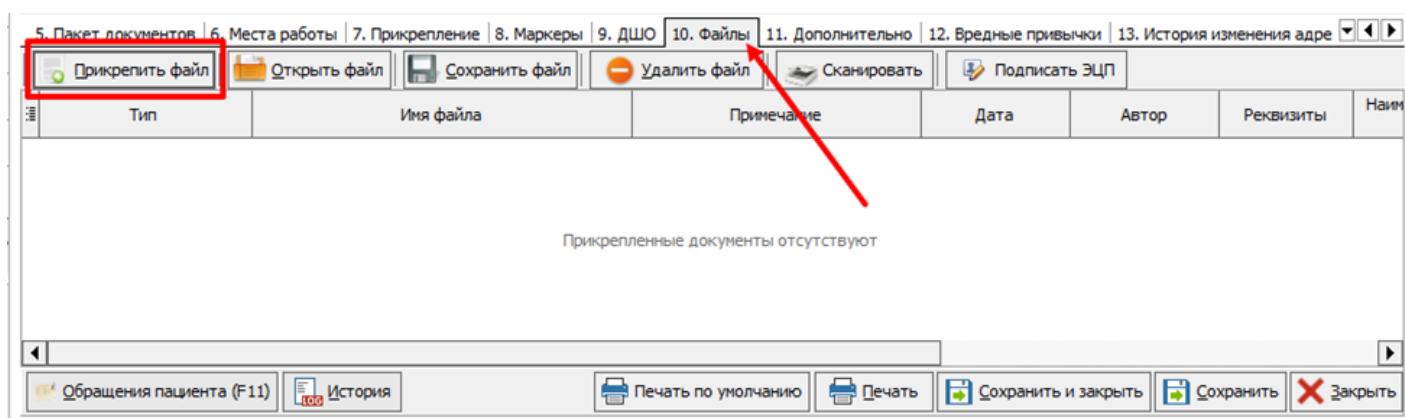 5. Пакет документов 6. Места работы 7. Прикрепление 8. Маркеры 9. ДШО 10. Файлы 11. Дополнительно 12. Вредные привычки 13. История изменения адре
Прикрепить файл Открыть файл Сохранить файл Удалить файл Сканировать Подписать ЭЦП
Тип Имя файла Примечание Дата Автор Реквизиты Наим
Прикрепленные документы отсутствуют
Обращения пациента (F11) LOG История Печать по умолчанию Печать Сохранить и закрыть Сохранить Закрыть